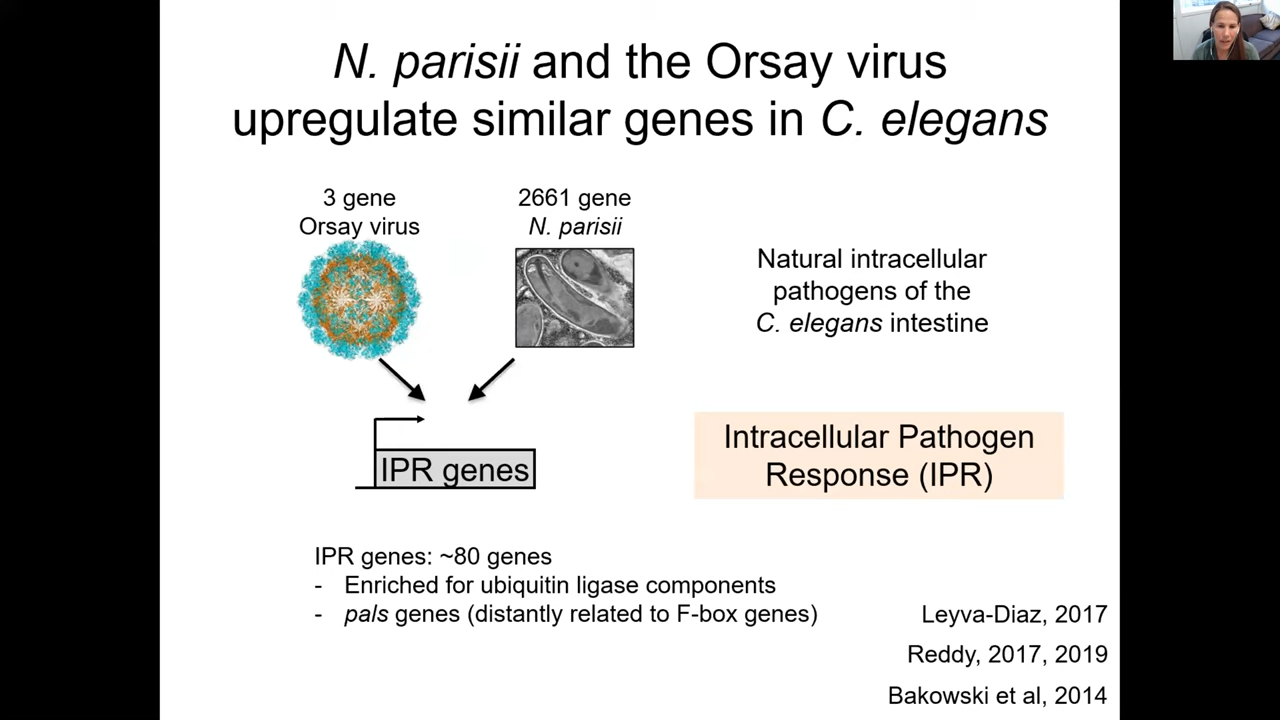 N. parisii and the Orsay virus
upregulate similar genes in C. elegans
3 gene
Orsay virus
2661 gene
N. parisii
Natural intracellular
pathogens of the
C. elegans intestine
IPR genes
Intracellular Pathogen
Response (IPR)
IPR genes: ~80 genes
- Enriched for ubiquitin ligase components
- pals genes (distantly related to F-box genes)
Leyva-Diaz, 2017
Reddy, 2017, 2019
Bakowski et al, 2014